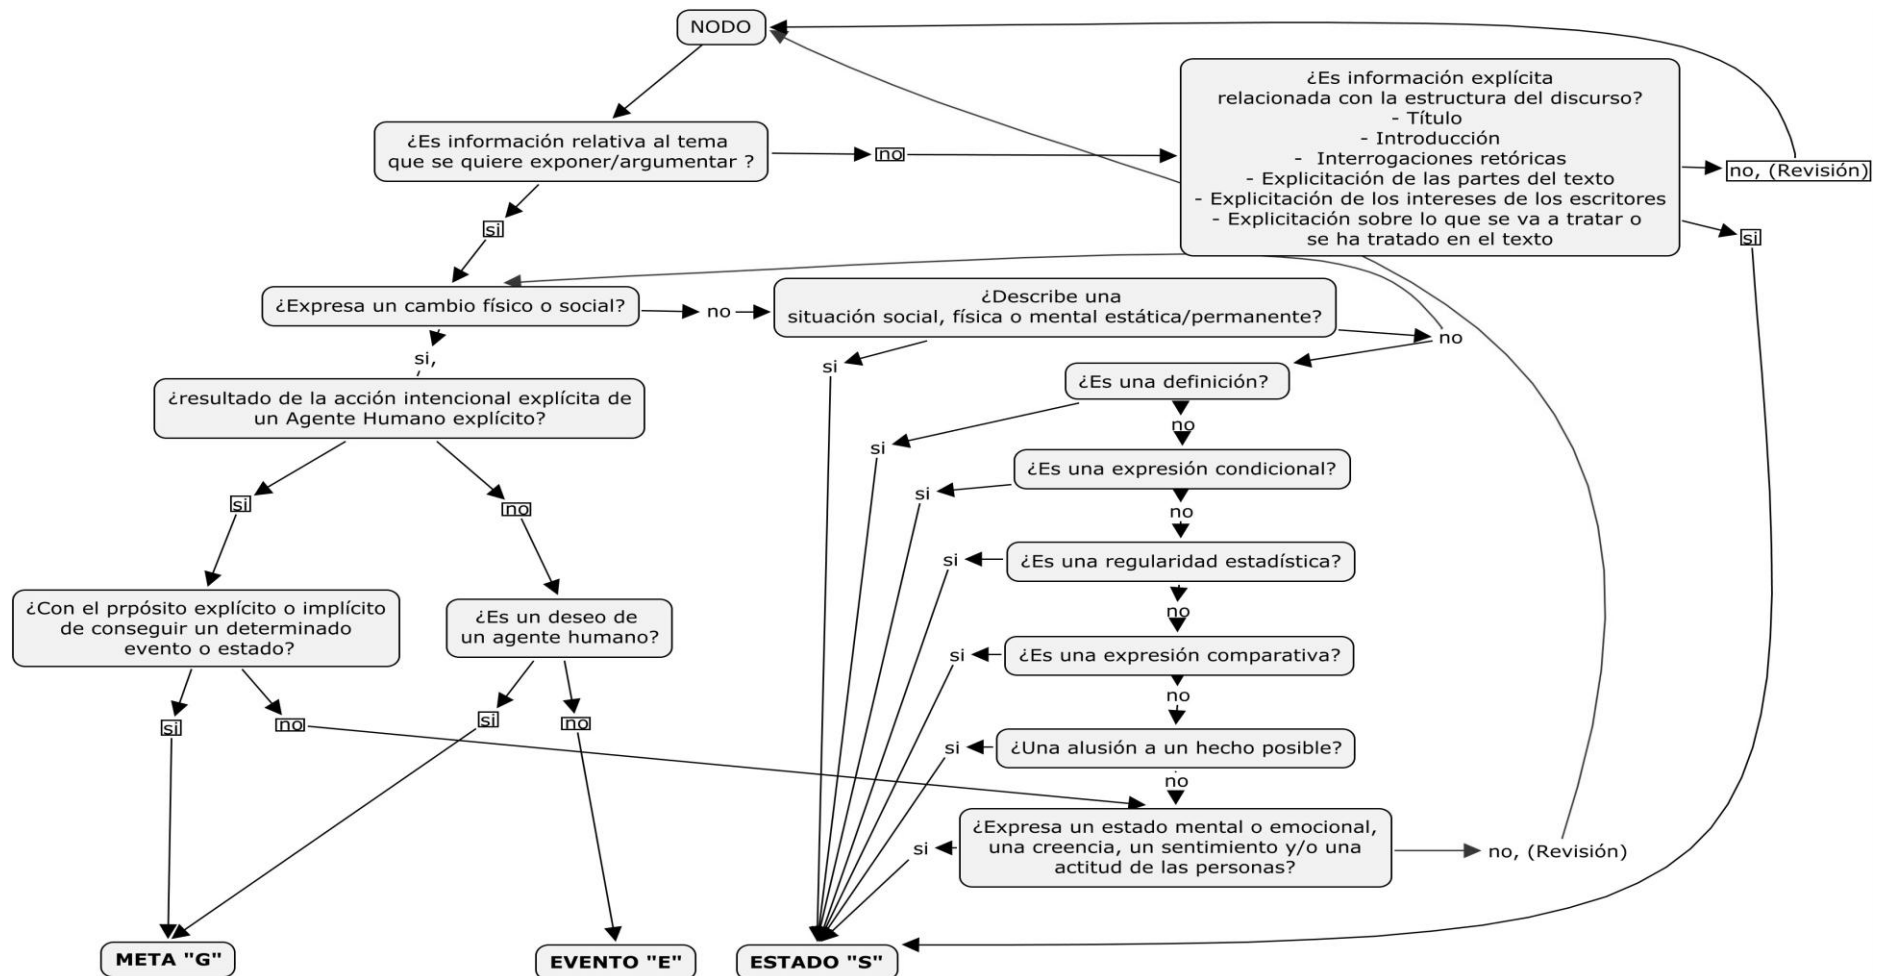 NODO
¿Es información relativa al tema
que se quiere exponer/argumentar ?
no
¿Es información explícita
relacionada con la estructura del discurso?
- Título
- Introducción
- Interrogaciones retóricas
- Explicitación de las partes del texto
- Explicitación de los intereses de los escritores
- Explicitación sobre lo que se va a tratar o
se ha tratado en el texto
no, (Revisión)
si
si
¿Expresa un cambio físico o social?
no
¿Describe una
situación social, física o mental estática/permanente?
si,
si
no
¿resultado de la acción intencional explícita de
un Agente Humano explícito?
¿Es una definición?
si
no
¿Es una expresión condicional?
si
no
si
no
¿Es una regularidad estadística?
si
no
¿Con el prpósito explícito o implícito
de conseguir un determinado
evento o estado?
¿Es un deseo de
un agente humano?
¿Es una expresión comparativa?
si
no
si
no
si
no
¿Una alusión a un hecho posible?
si
no
¿Expresa un estado mental o emocional,
una creencia, un sentimiento y/o una
actitud de las personas?
si
no, (Revisión)
META "G"
EVENTO "E"
ESTADO "S"